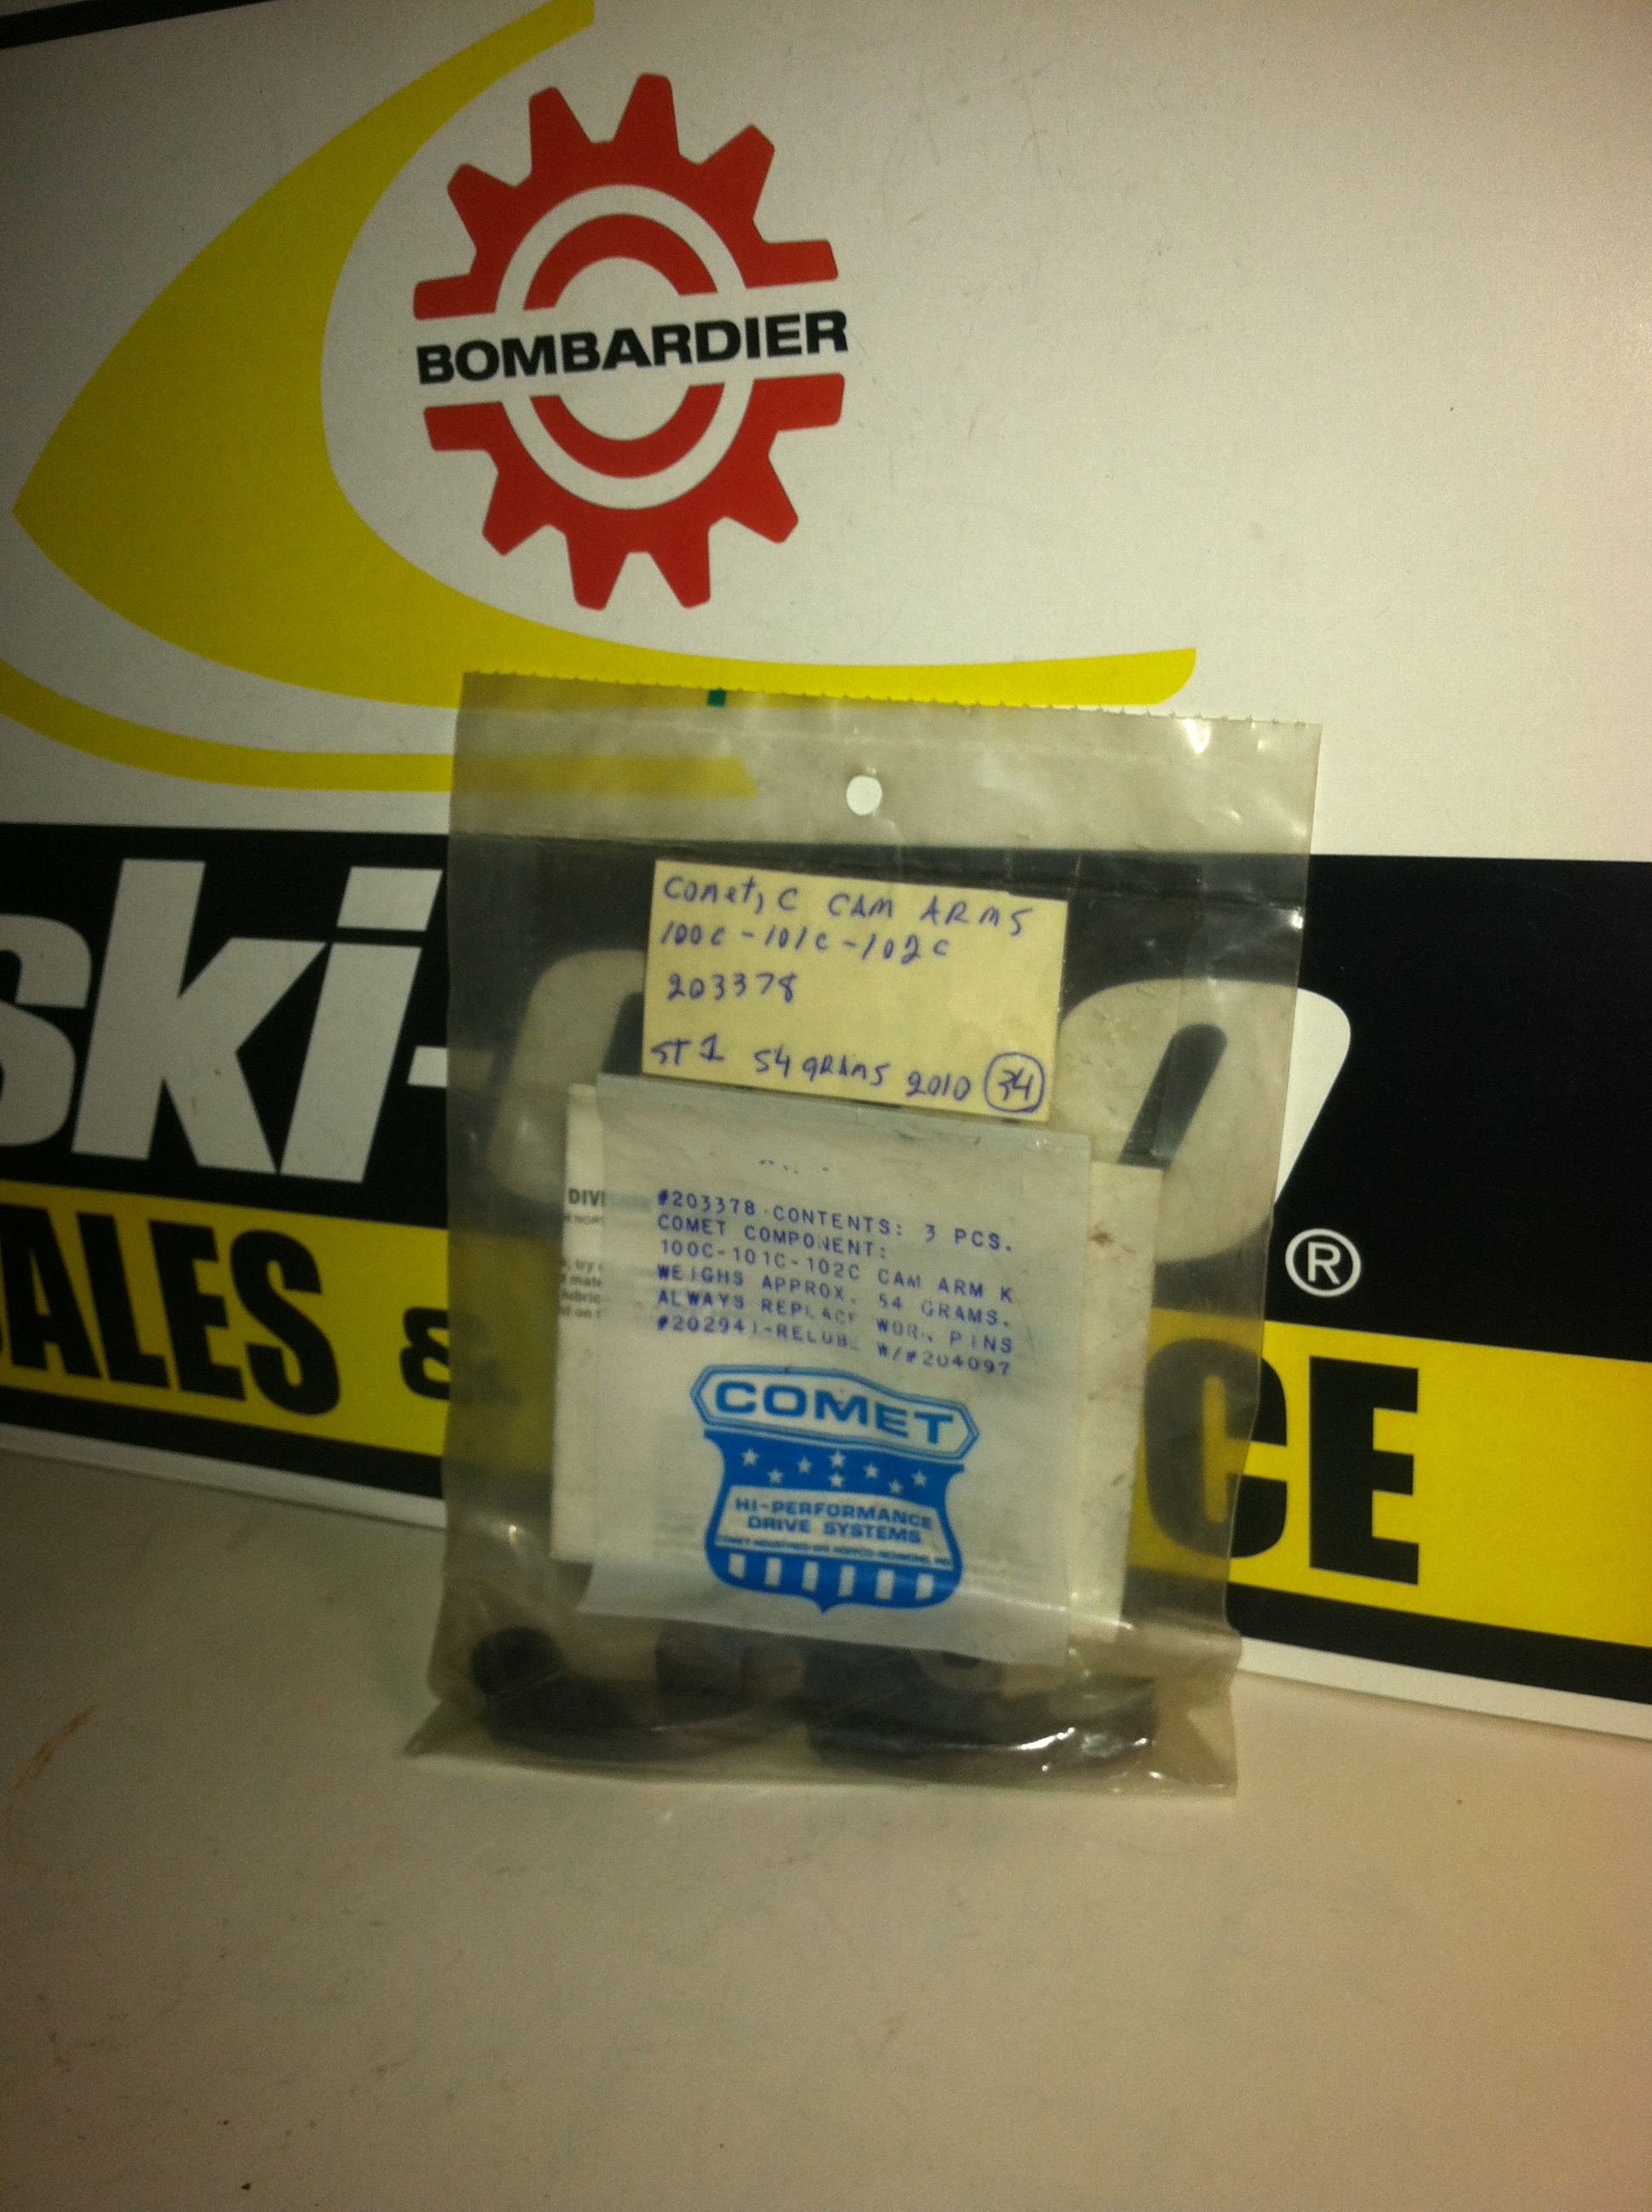 BOMBARDIER
ski-
®
SALES &
CE
Comet, C CAM ARMS
100C-101C-102C
203378
ST 1 54 GRAMS 2010 34
DIVI
#203378 CONTENTS: 3 PCS.
COMET COMPONENT:
100C-101C-102C CAM ARM K
WEIGHS APPROX. 54 GRAMS.
ALWAYS REPLACE WORN PINS
#202941-RELUBE W/#204097
COMET
HI-PERFORMANCE
DRIVE SYSTEMS